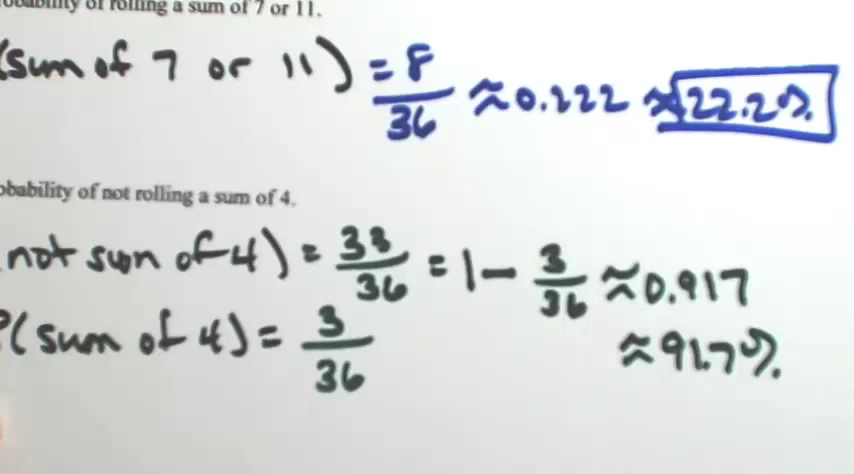 obability of rolling a sum of 7 or 11.
(sum of 7 or 11) = 8/36 ≈ 0.222 ≈ 22.2%.
obability of not rolling a sum of 4.
not sum of 4) = 33/36 = 1 - 3/36 ≈ 0.917
P(sum of 4) = 3/36 ≈ 91.7%.